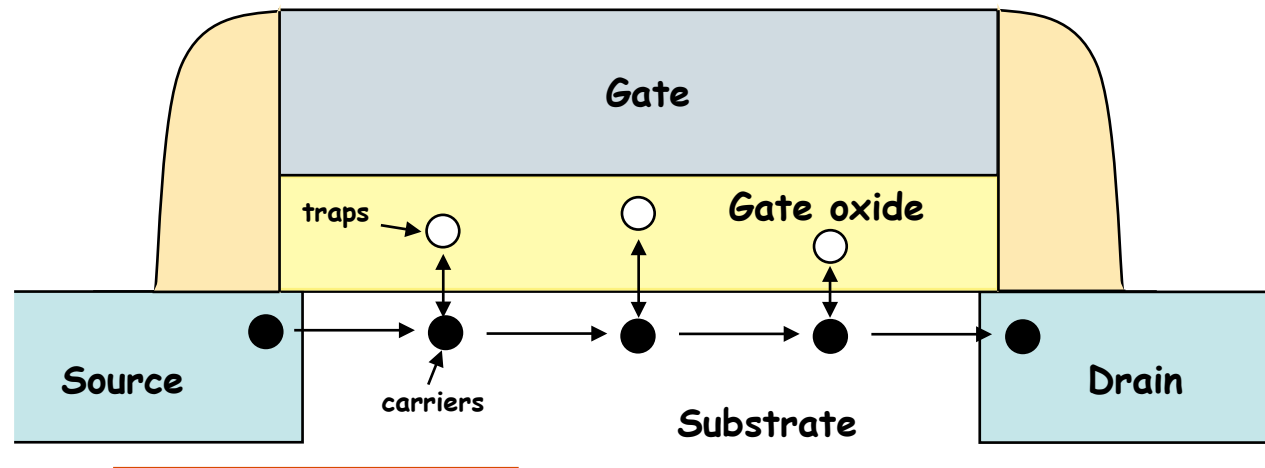 Gate
traps
Gate oxide
Source
carriers
Substrate
Drain